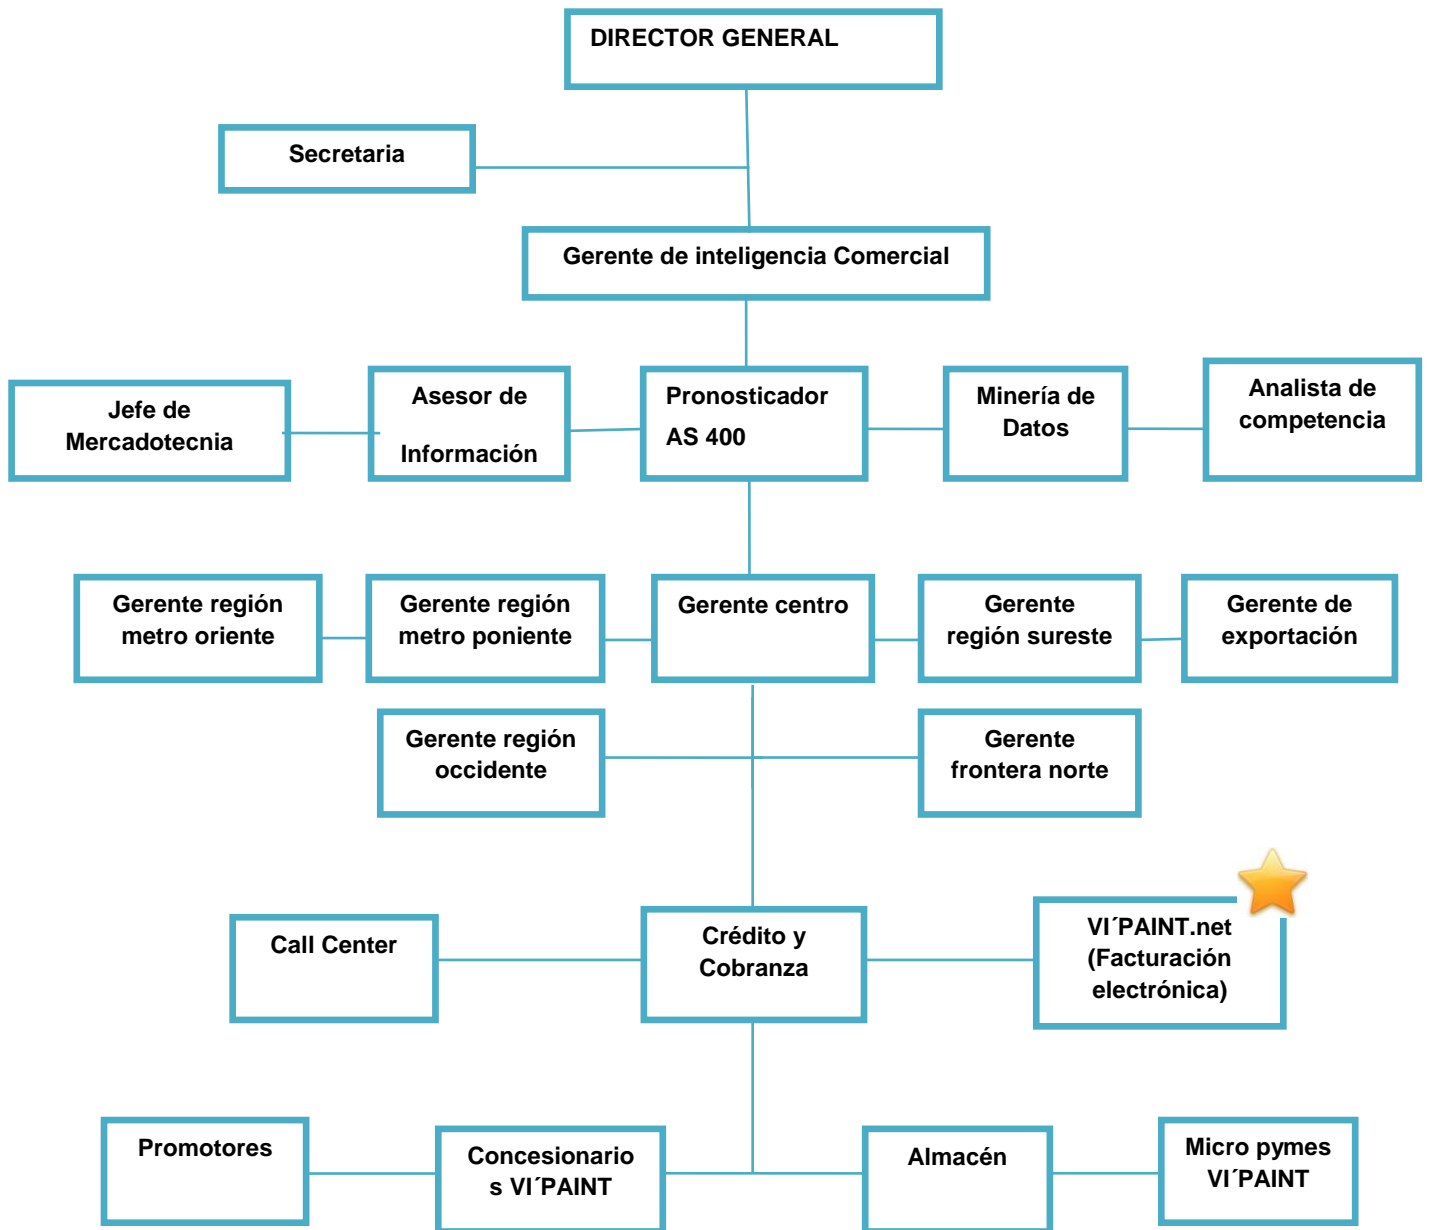 DIRECTOR GENERAL
Secretaria
Gerente de inteligencia Comercial
Jefe de
Mercadotecnia
Asesor de
Información
Pronosticador
AS 400
Minería de
Datos
Analista de
competencia
Gerente región
metro oriente
Gerente región
metro poniente
Gerente centro
Gerente
región sureste
Gerente de
exportación
Gerente región
occidente
Gerente
frontera norte
Call Center
Crédito y
Cobranza
VI´PAINT.net
(Facturación
electrónica)
Promotores
Concesionario
s VI´PAINT
Almacén
Micro pymes
VI´PAINT